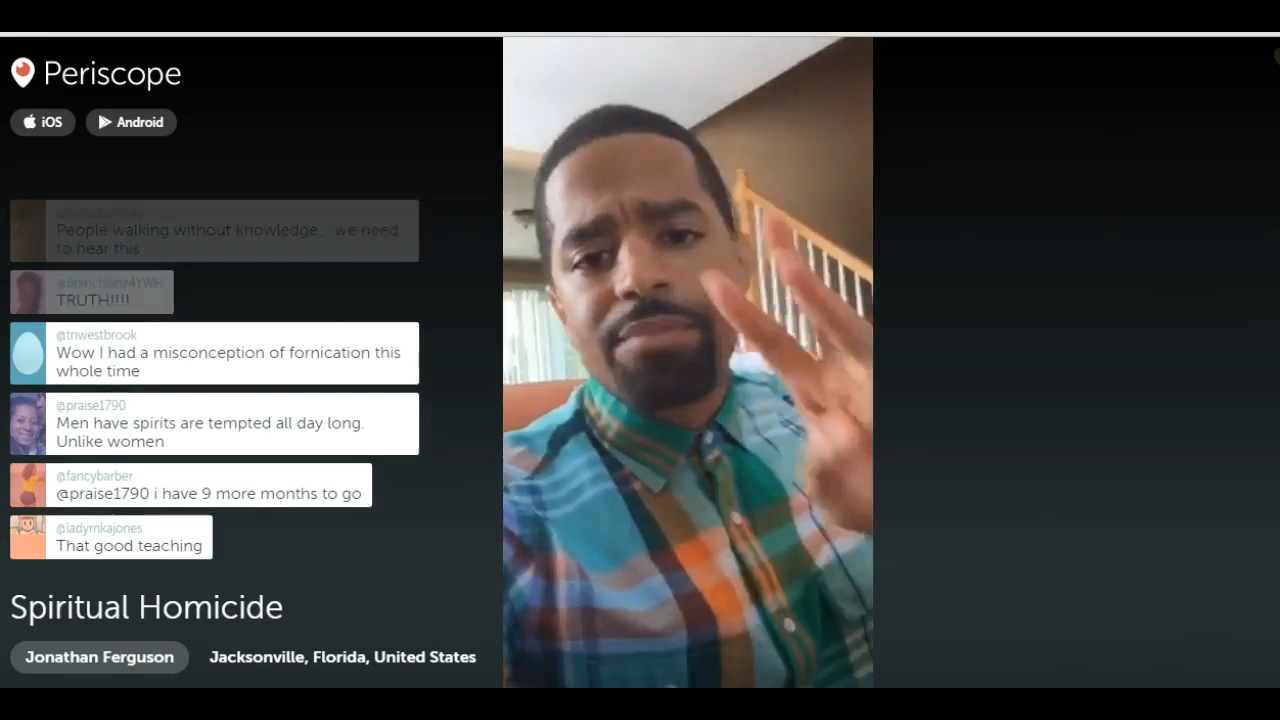 Periscope
iOS
Android
People walking without knowledge, we need
to hear this.
TRUTH!!!!
@tnwestbrook
Wow I had a misconception of fornication this
whole time
@praise1790
Men have spirits are tempted all day long.
Unlike women
@fancybarber
@praise1790 i have 9 more months to go
@ladymkajones
That good teaching
Spiritual Homicide
Jonathan Ferguson
Jacksonville, Florida, United States